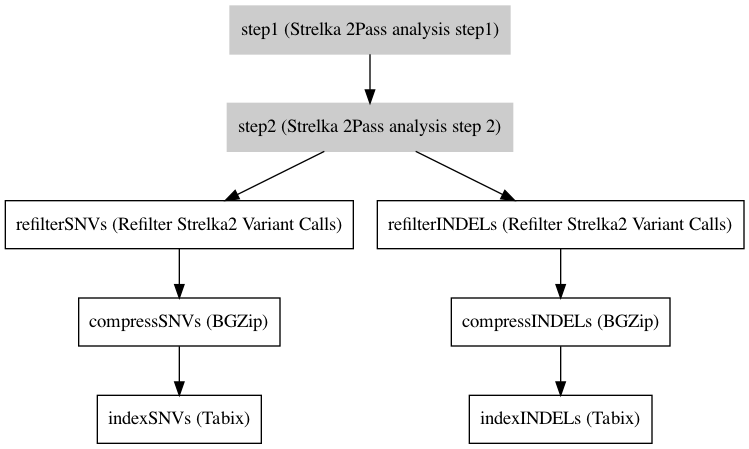 step1 (Strelka 2Pass analysis step1)
step2 (Strelka 2Pass analysis step 2)
refilterSNVs (Refilter Strelka2 Variant Calls)
refilterINDELs (Refilter Strelka2 Variant Calls)
compressSNVs (BGZip)
compressINDELs (BGZip)
indexSNVs (Tabix)
indexINDELs (Tabix)